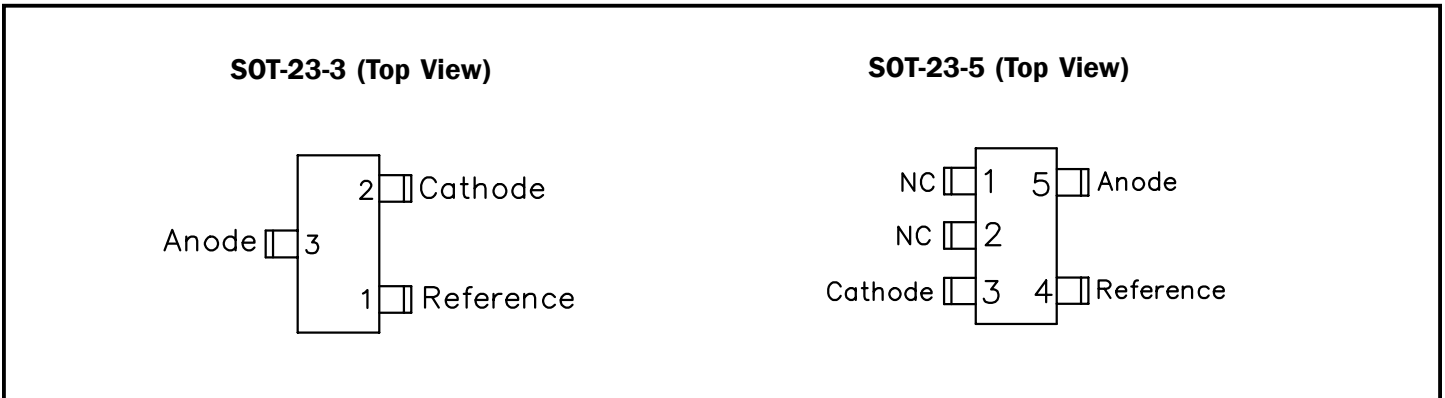 SOT-23-3 (Top View)
2 Cathode
Anode 3
1 Reference
SOT-23-5 (Top View)
NC 1 5 Anode
NC 2
Cathode 3 4 Reference